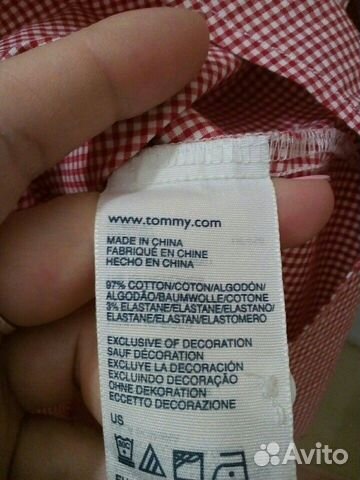 www.tommy.com
MADE IN CHINA
FABRIQUÉ EN CHINE
HECHO EN CHINA
97% COTTON/COTON/ALGODÓN/
ALGODÃO/BAUMWOLLE/COTONE
3% ELASTANE/ELASTHANNE/ELASTANO/
ELASTANE/ELASTAN/ELASTOMERO
EXCLUSIVE OF DECORATION
SAUF DÉCORATION
EXCLUYE LA DECORACIÓN
EXCLUINDO DECORAÇÃO
OHNE DEKORATION
ECCETTO DECORAZIONE
US
Avito